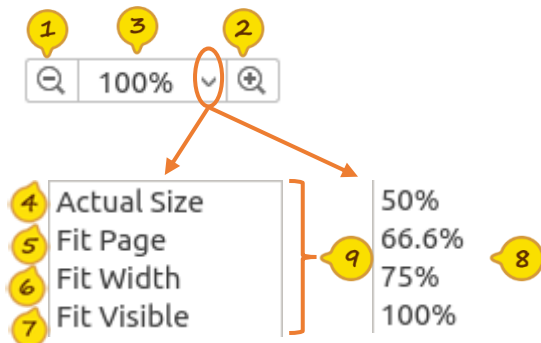 1 3 2
100%
4 Actual Size
5 Fit Page
6 Fit Width
7 Fit Visible
9
50%
66.6%
75%
100%
8